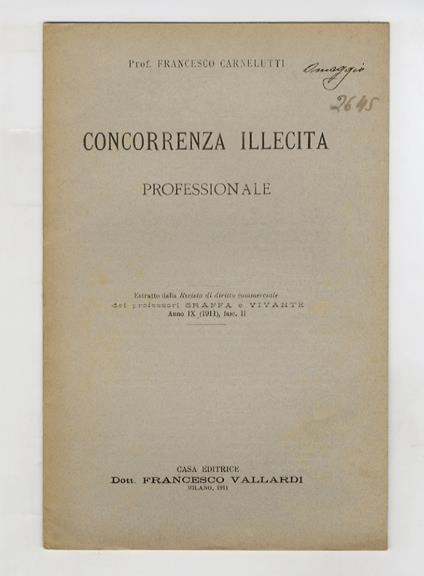 Prof. FRANCESCO CARNELUTTI
Omaggio
2645
CONCORRENZA ILLECITA
PROFESSIONALE
Estratto dalla Rivista di diritto commerciale
dei professori SRAFFA e VIVANTE
Anno IX (1911), fasc. II
CASA EDITRICE
Dott. FRANCESCO VALLARDI
MILANO, 1911